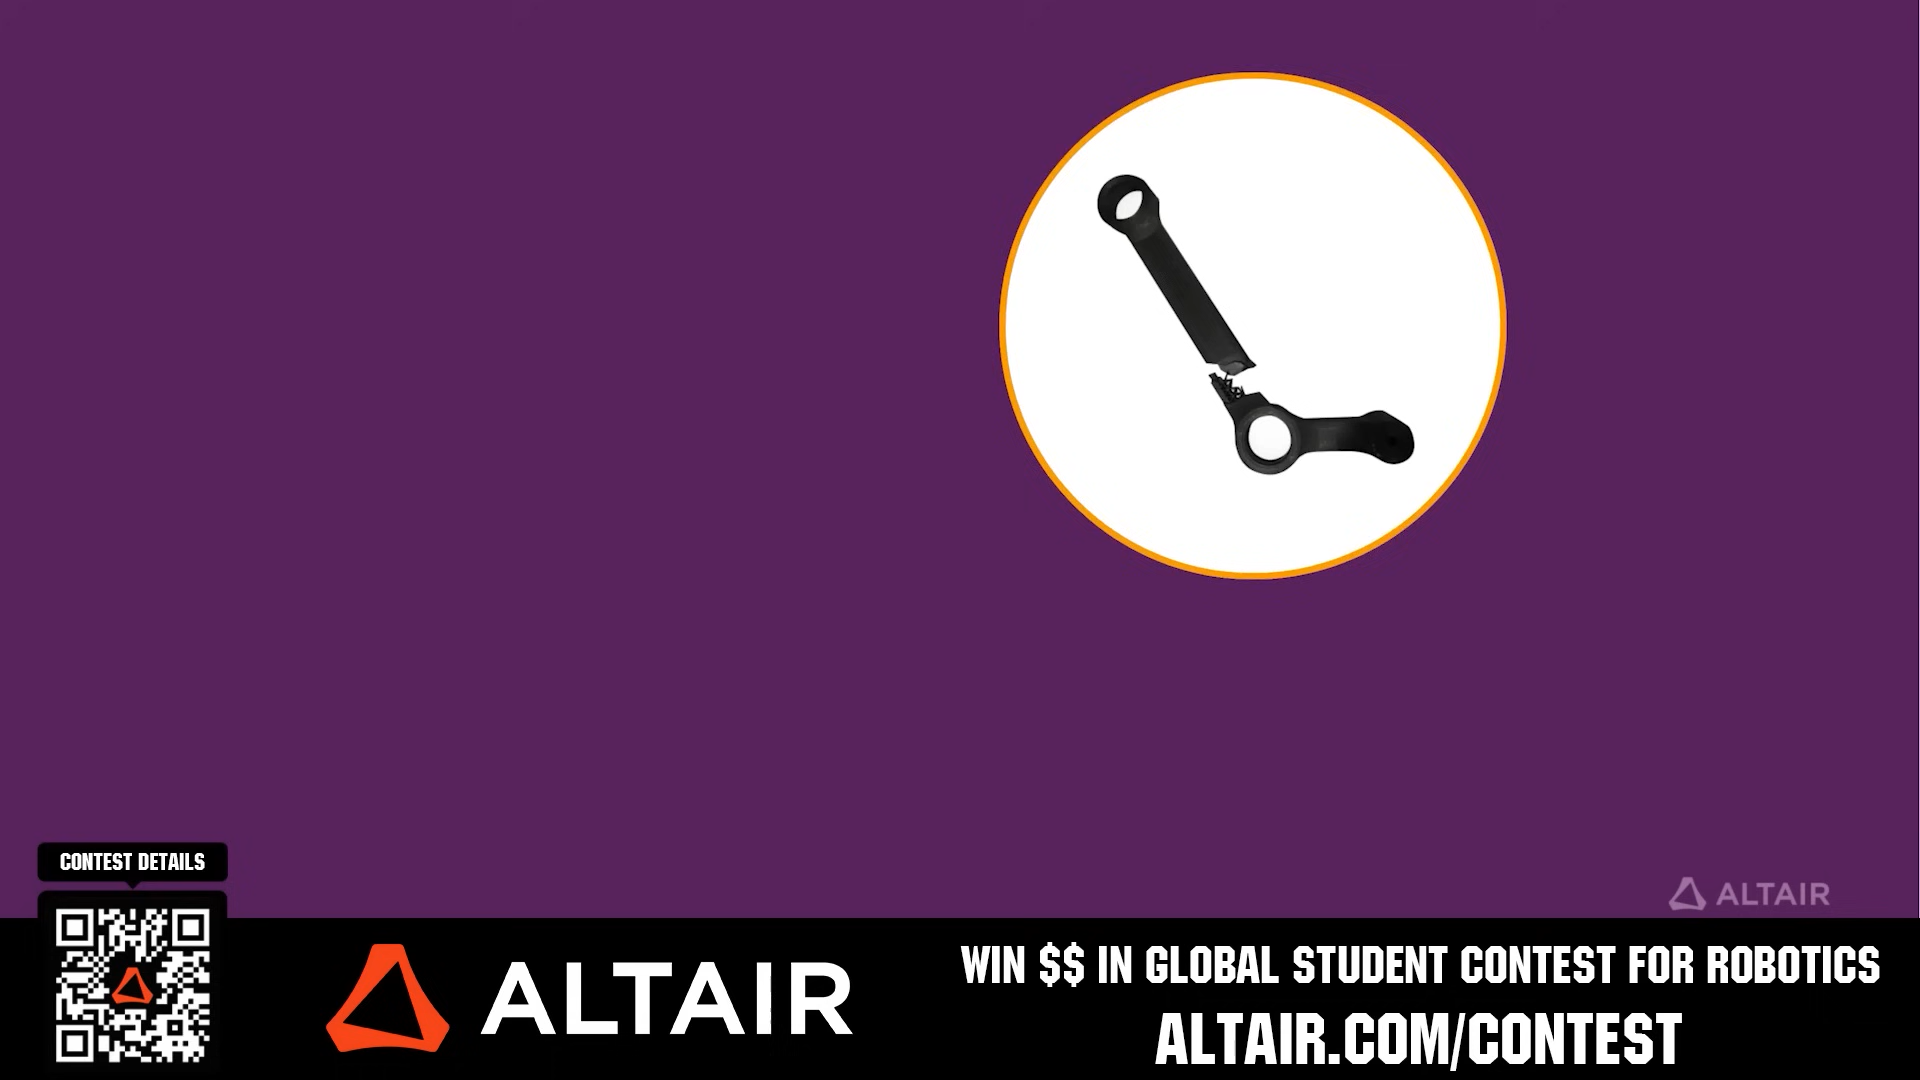 CONTEST DETAILS
ALTAIR
ALTAIR
WIN $$ IN GLOBAL STUDENT CONTEST FOR ROBOTICS
ALTAIR.COM/CONTEST